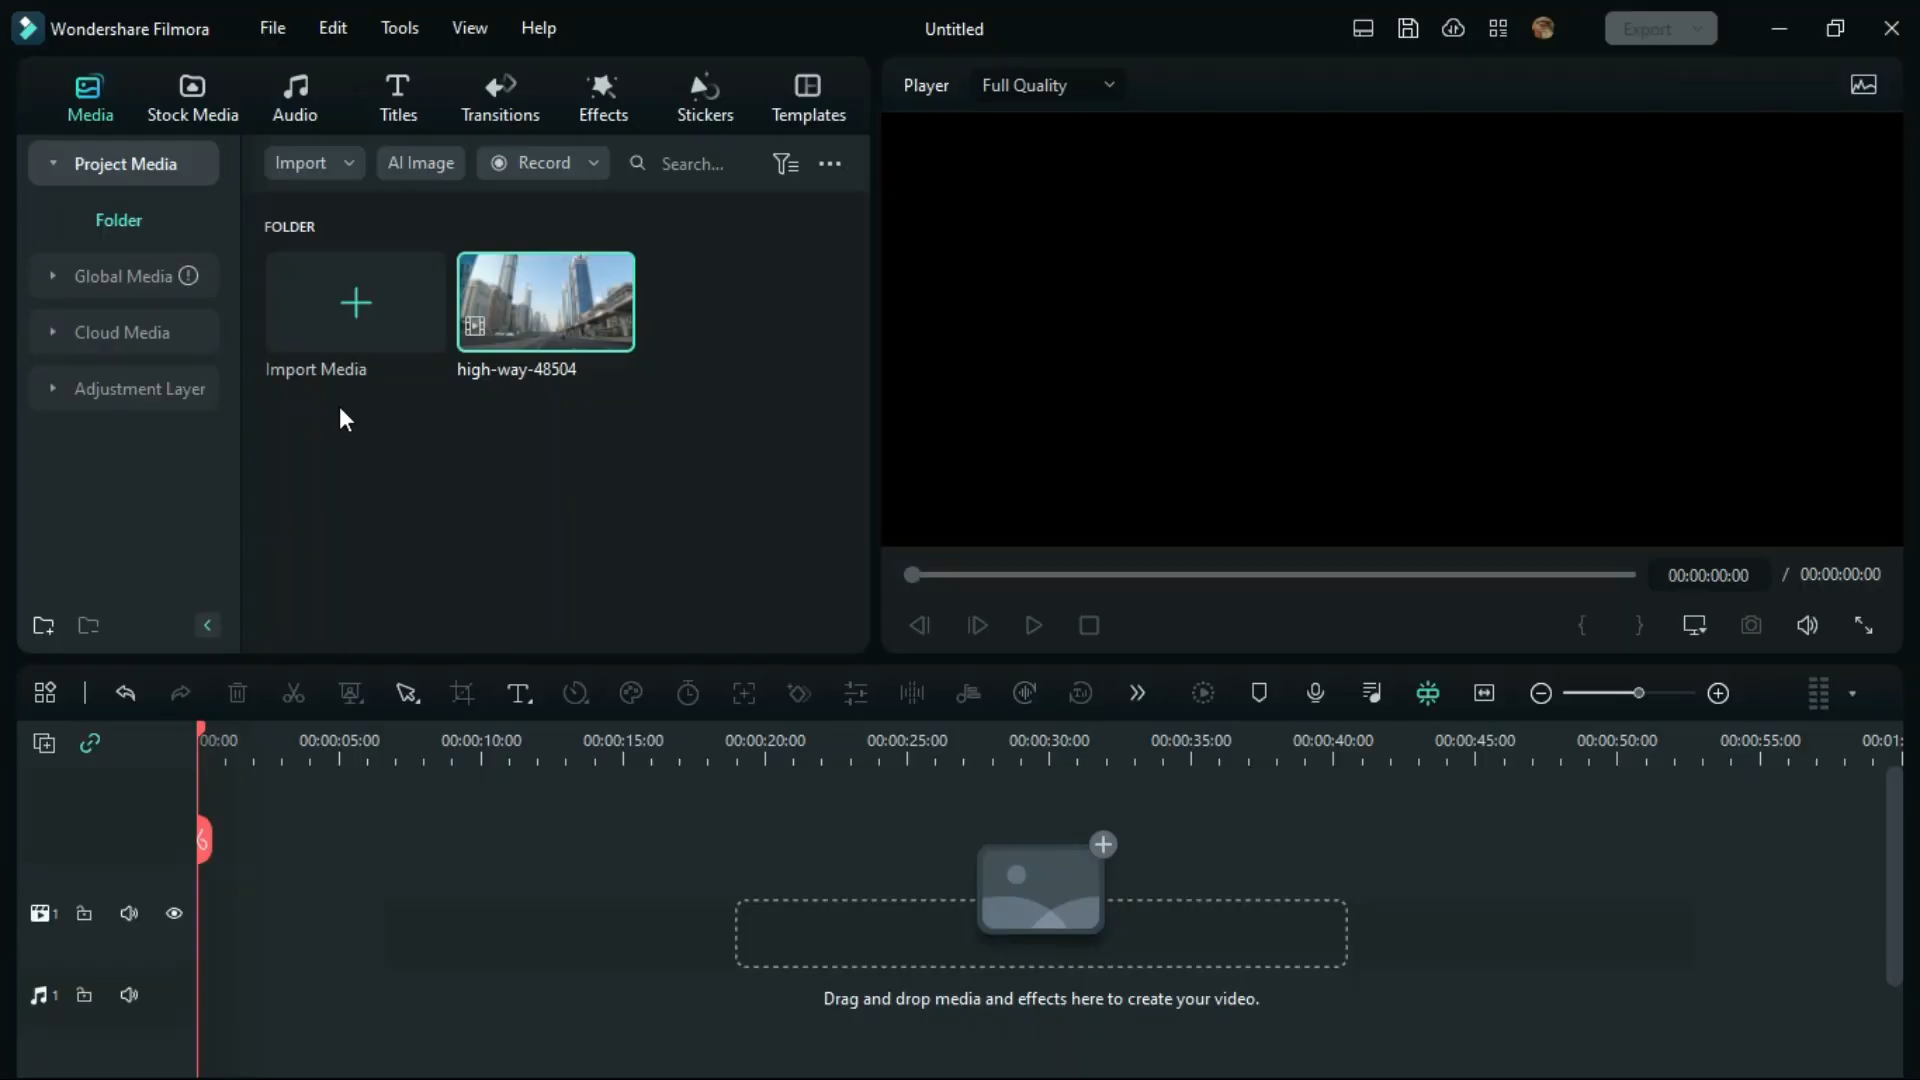 Wondershare Filmora File Edit Tools View Help Untitled Export
Media Stock Media Audio Titles Transitions Effects Stickers Templates
Player Full Quality
Project Media
Import AI Image Record Search...
Folder
FOLDER
Global Media
Cloud Media
Adjustment Layer
Import Media high-way-48504
00:00:00:00 / 00:00:00:00
00:00 00:00:05:00 00:00:10:00 00:00:15:00 00:00:20:00 00:00:25:00 00:00:30:00 00:00:35:00 00:00:40:00 00:00:45:00 00:00:50:00 00:00:55:00 00:01:
1
1
Drag and drop media and effects here to create your video.